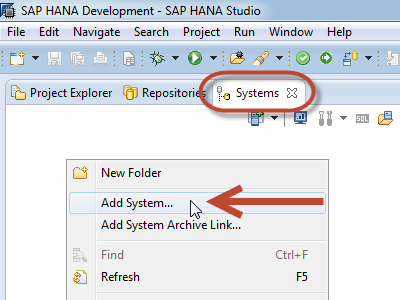 SAP HANA Development - SAP HANA Studio
File Edit Navigate Search Project Run Window Help
Project Explorer Repositories Systems
SQL
New Folder
Add System...
Add System Archive Link...
Find Ctrl+F
Refresh F5